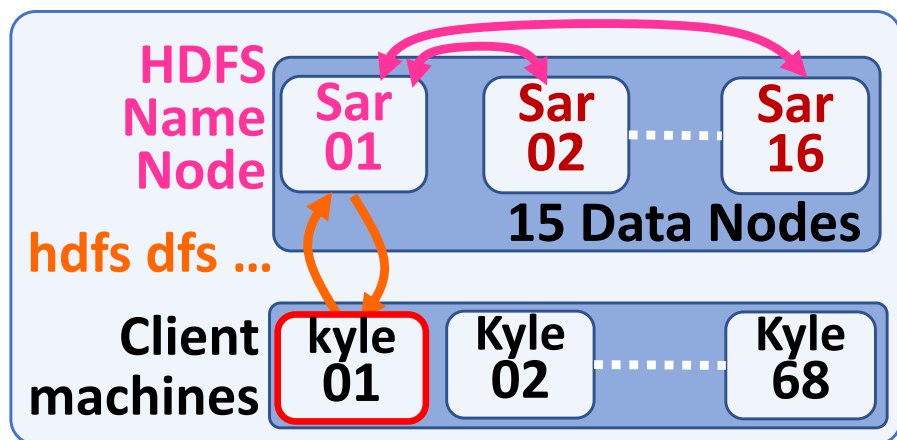 HDFS
Name
Node
Sar
01
Sar
02
Sar
16
15 Data Nodes
hdfs dfs ...
Client
machines
kyle
01
Kyle
02
Kyle
68